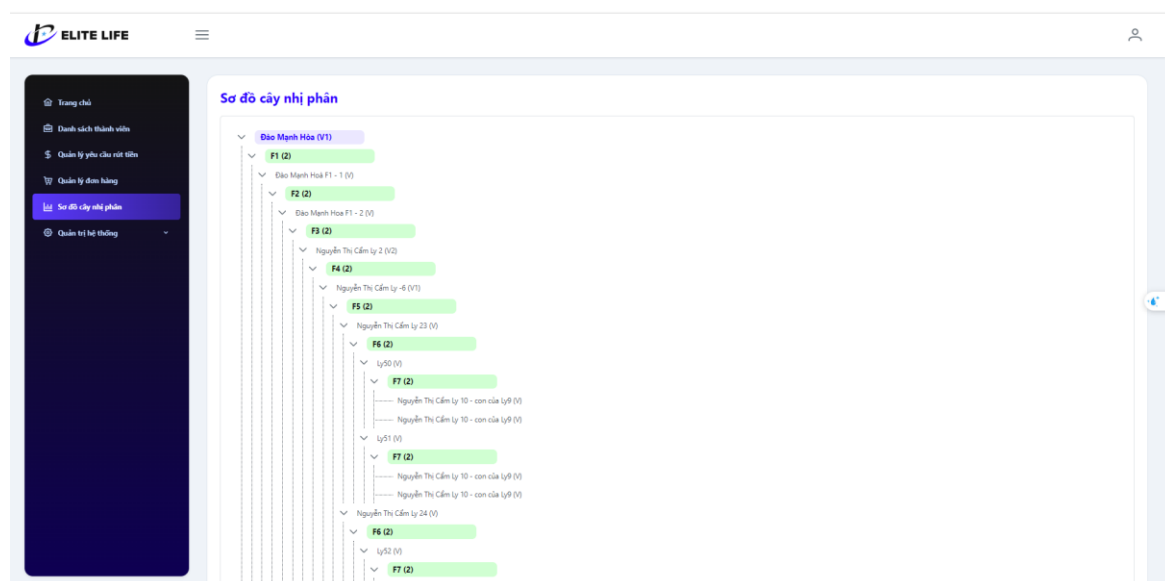 ELITE LIFE
Trang chủ
Danh sách thành viên
Quản lý yêu cầu rút tiền
Quản lý đơn hàng
Sơ đồ cây nhị phân
Quản trị hệ thống
Sơ đồ cây nhị phân
Đào Mạnh Hòa (V1)
F1 (2)
Đào Mạnh Hoà F1 - 1 (V)
F2 (2)
Đào Mạnh Hoa F1 - 2 (V)
F3 (2)
Nguyễn Thị Cẩm Ly 2 (V2)
F4 (2)
Nguyễn Thị Cẩm Ly -6 (V1)
F5 (2)
Nguyễn Thị Cẩm Ly 23 (V)
F6 (2)
Ly50 (V)
F7 (2)
Nguyễn Thị Cẩm Ly 10 - con của Ly9 (V)
Nguyễn Thị Cẩm Ly 10 - con của Ly9 (V)
Ly51 (V)
F7 (2)
Nguyễn Thị Cẩm Ly 10 - con của Ly9 (V)
Nguyễn Thị Cẩm Ly 10 - con của Ly9 (V)
Nguyễn Thị Cẩm Ly 24 (V)
F6 (2)
Ly52 (V)
F7 (2)